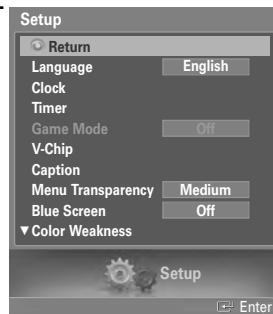 Setup
Return
Language English
Clock
Timer
Game Mode Off
V-Chip
Caption
Menu Transparency Medium
Blue Screen Off
▼Color Weakness
Setup
Enter